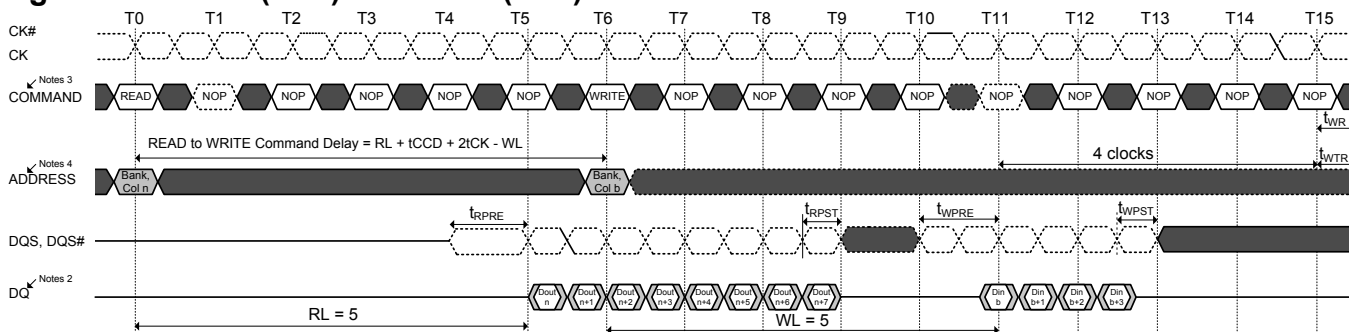 T0 T1 T2 T3 T4 T5 T6 T7 T8 T9 T10 T11 T12 T13 T14 T15
CK#
CK
Notes 3
COMMAND READ NOP NOP NOP NOP NOP WRITE NOP NOP NOP NOP NOP NOP NOP NOP NOP
tWR
READ to WRITE Command Delay = RL + tCCD + 2tCK - WL
4 clocks
tWTR
Notes 4
ADDRESS Bank, Col n Bank, Col b
tRPRE tRPST tWPRE tWPST
DQS, DQS#
Notes 2
DQ Dout n Dout n+1 Dout n+2 Dout n+3 Dout n+4 Dout n+5 Dout n+6 Dout n+7 Din b Din b+1 Din b+2 Din b+3
RL = 5 WL = 5